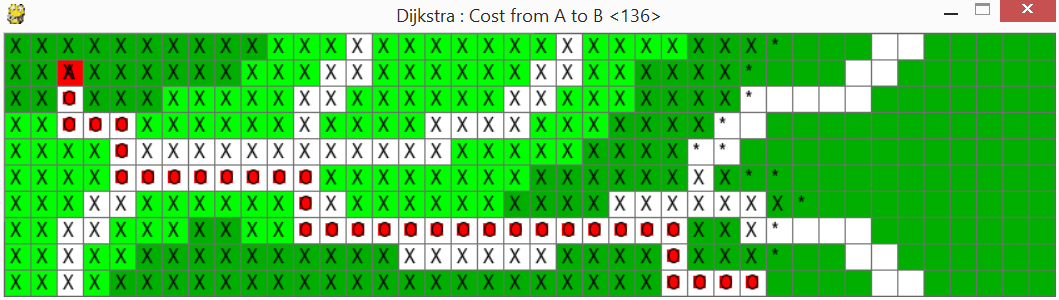 Dijkstra : Cost from A to B <136>
X X X X X X X X X X X X X X X X X X X X X X X X X X X X X *
X X A X X X X X X X X X X X X X X X X X X X X X X X X X *
X X O X X X X X X X X X X X X X X X X X X X X X X X X X *
X X O O O X X X X X X X X X X X X X X X X X X X X X X *
X X X X O X X X X X X X X X X X X X X X X X X X X X * *
X X X X O O O O O O O O X X X X X X X X X X X X X X X X * *
X X X X X X X X X X X O X X X X X X X X X X X X X X X X X X *
X X X X X X X X X X X O O O O O O O O O O O O O O O X X X *
X X X X X X X X X X X X X X X X X X X X X X X X X O X X X *
X X X X X X X X X X X X X X X X X X X X X X X X X O O O O